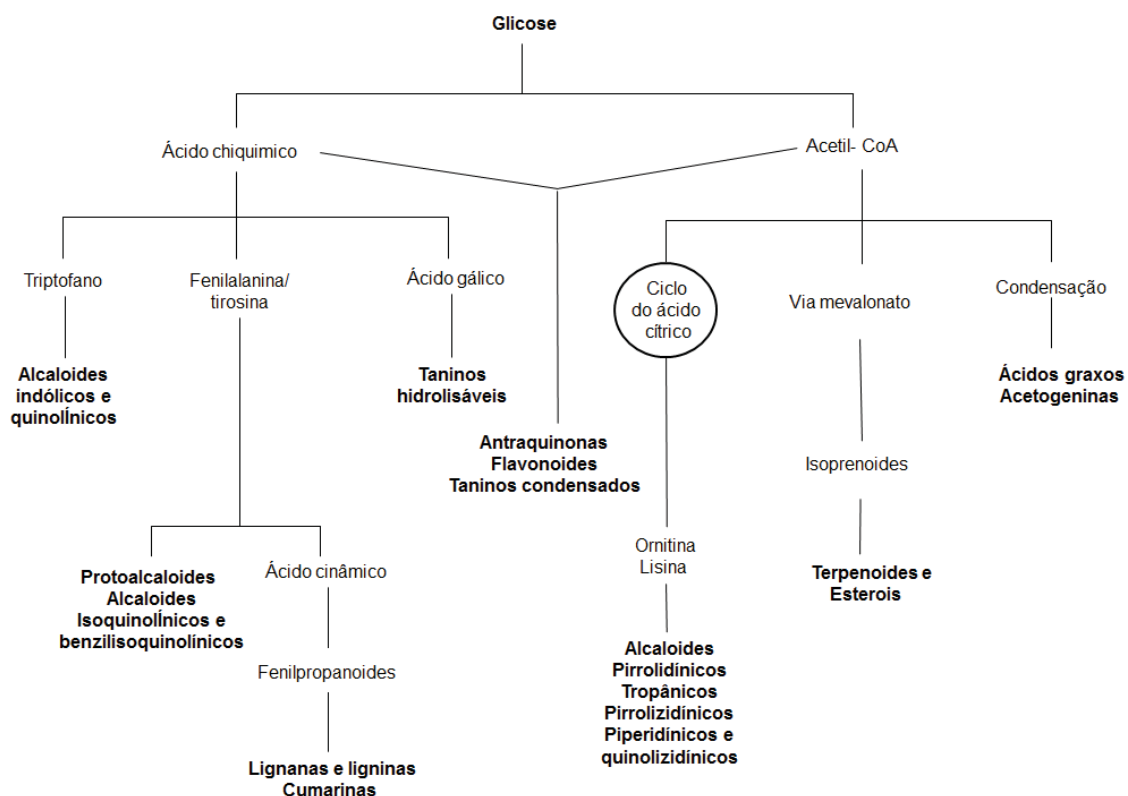 Glicose
Ácido chiquimico
Acetil- CoA
Triptofano
Fenilalanina/
tirosina
Ácido gálico
Ciclo
do ácido
cítrico
Via mevalonato
Condensação
Alcaloides
indólicos e
quinolÍnicos
Taninos
hidrolisáveis
Ácidos graxos
Acetogeninas
Antraquinonas
Flavonoides
Taninos condensados
Isoprenoides
Ornitina
Lisina
Protoalcaloides
Alcaloides
IsoquinolÍnicos e
benzilisoquinolínicos
Ácido cinâmico
Terpenoides e
Esterois
Fenilpropanoides
Alcaloides
Pirrolidínicos
Tropânicos
Pirrolizidínicos
Piperidínicos e
quinolizidínicos
Lignanas e ligninas
Cumarinas